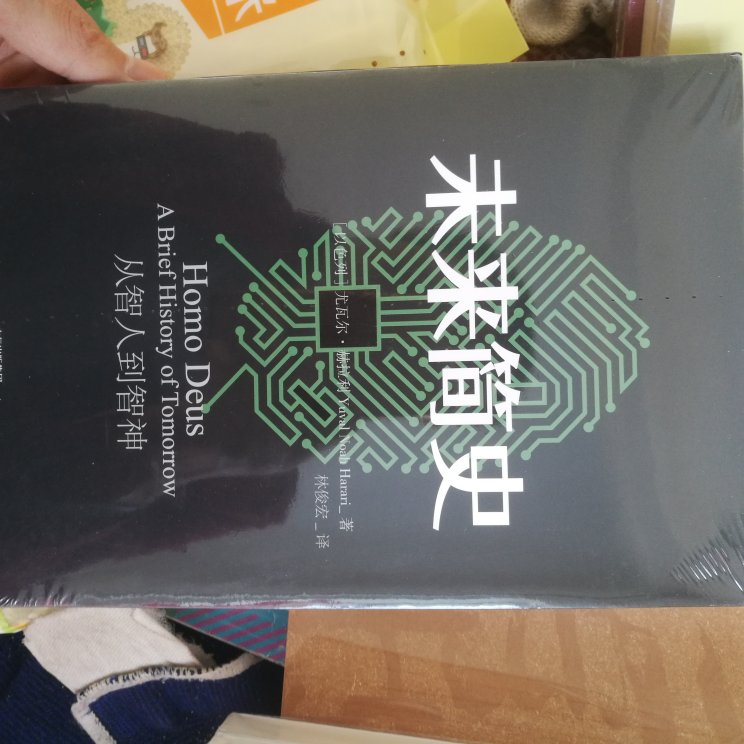 未来简史
[以色列] 尤瓦尔·赫拉利 Yuval Noah Harari_著
林俊宏_译
Homo Deus
A Brief History of Tomorrow
从智人到智神